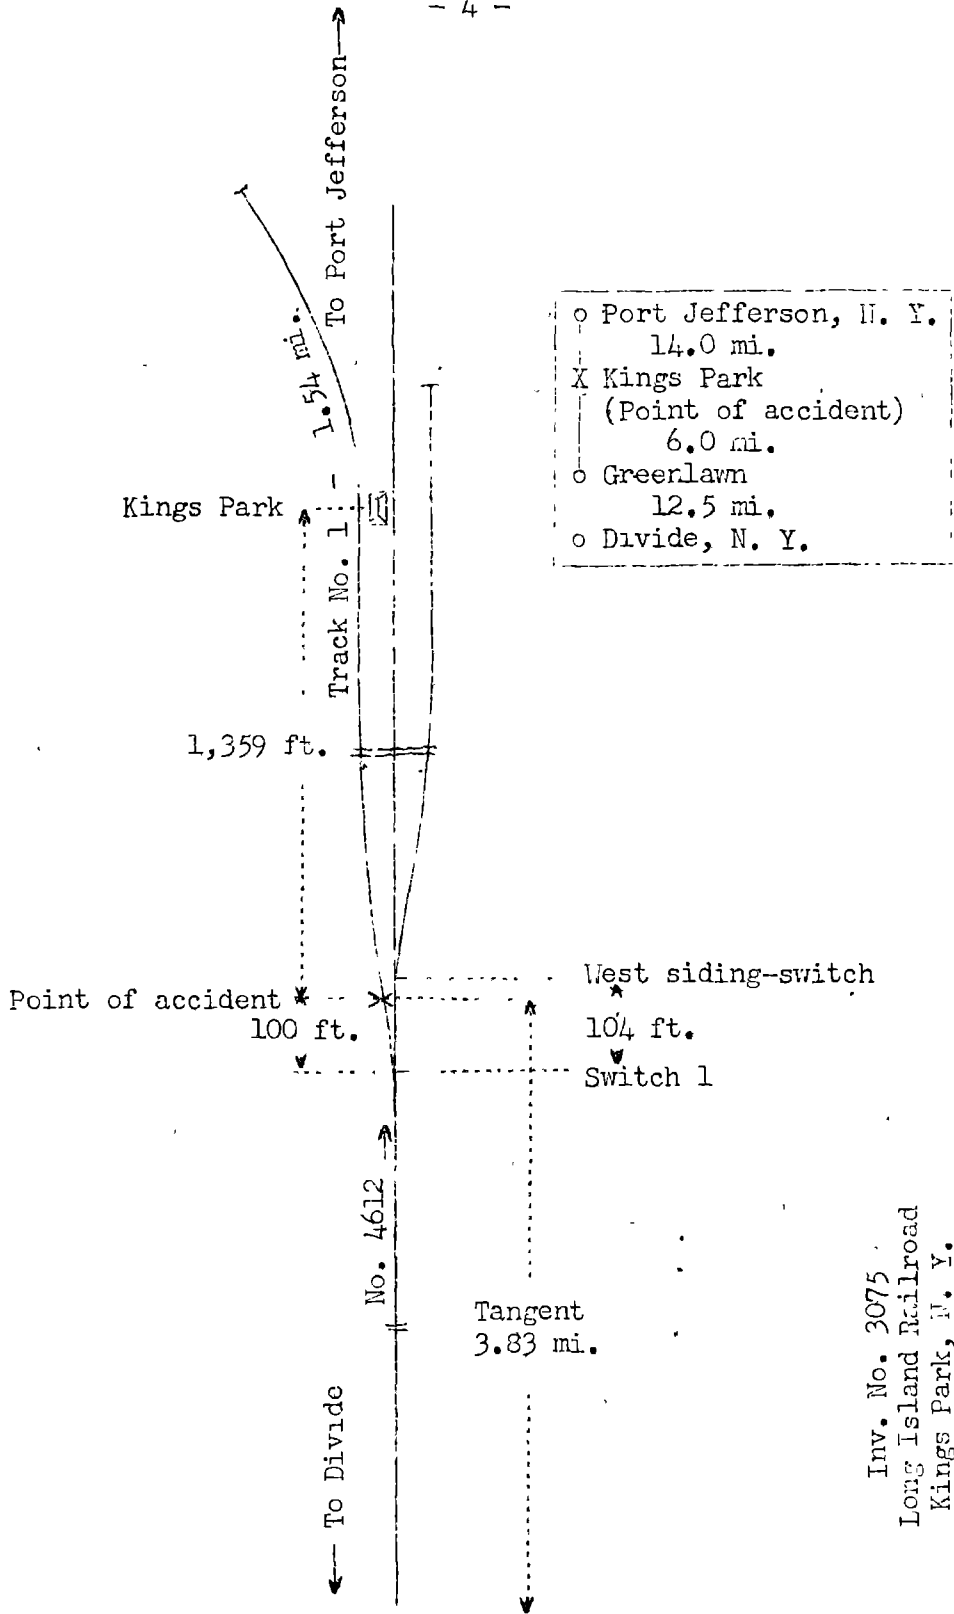 - 4 -
To Port Jefferson
Track No. 1 - 1.54 mi.
Port Jefferson, N. Y.
14.0 mi.
X Kings Park
(Point of accident)
6.0 mi.
Greenlawn
12.5 mi.
Divide, N. Y.
Kings Park
1,359 ft.
West siding-switch
Point of accident
100 ft.
104 ft.
Switch 1
No. 4612
Tangent
3.83 mi.
To Divide
Inv. No. 3075
Long Island Railroad
Kings Park, N. Y.